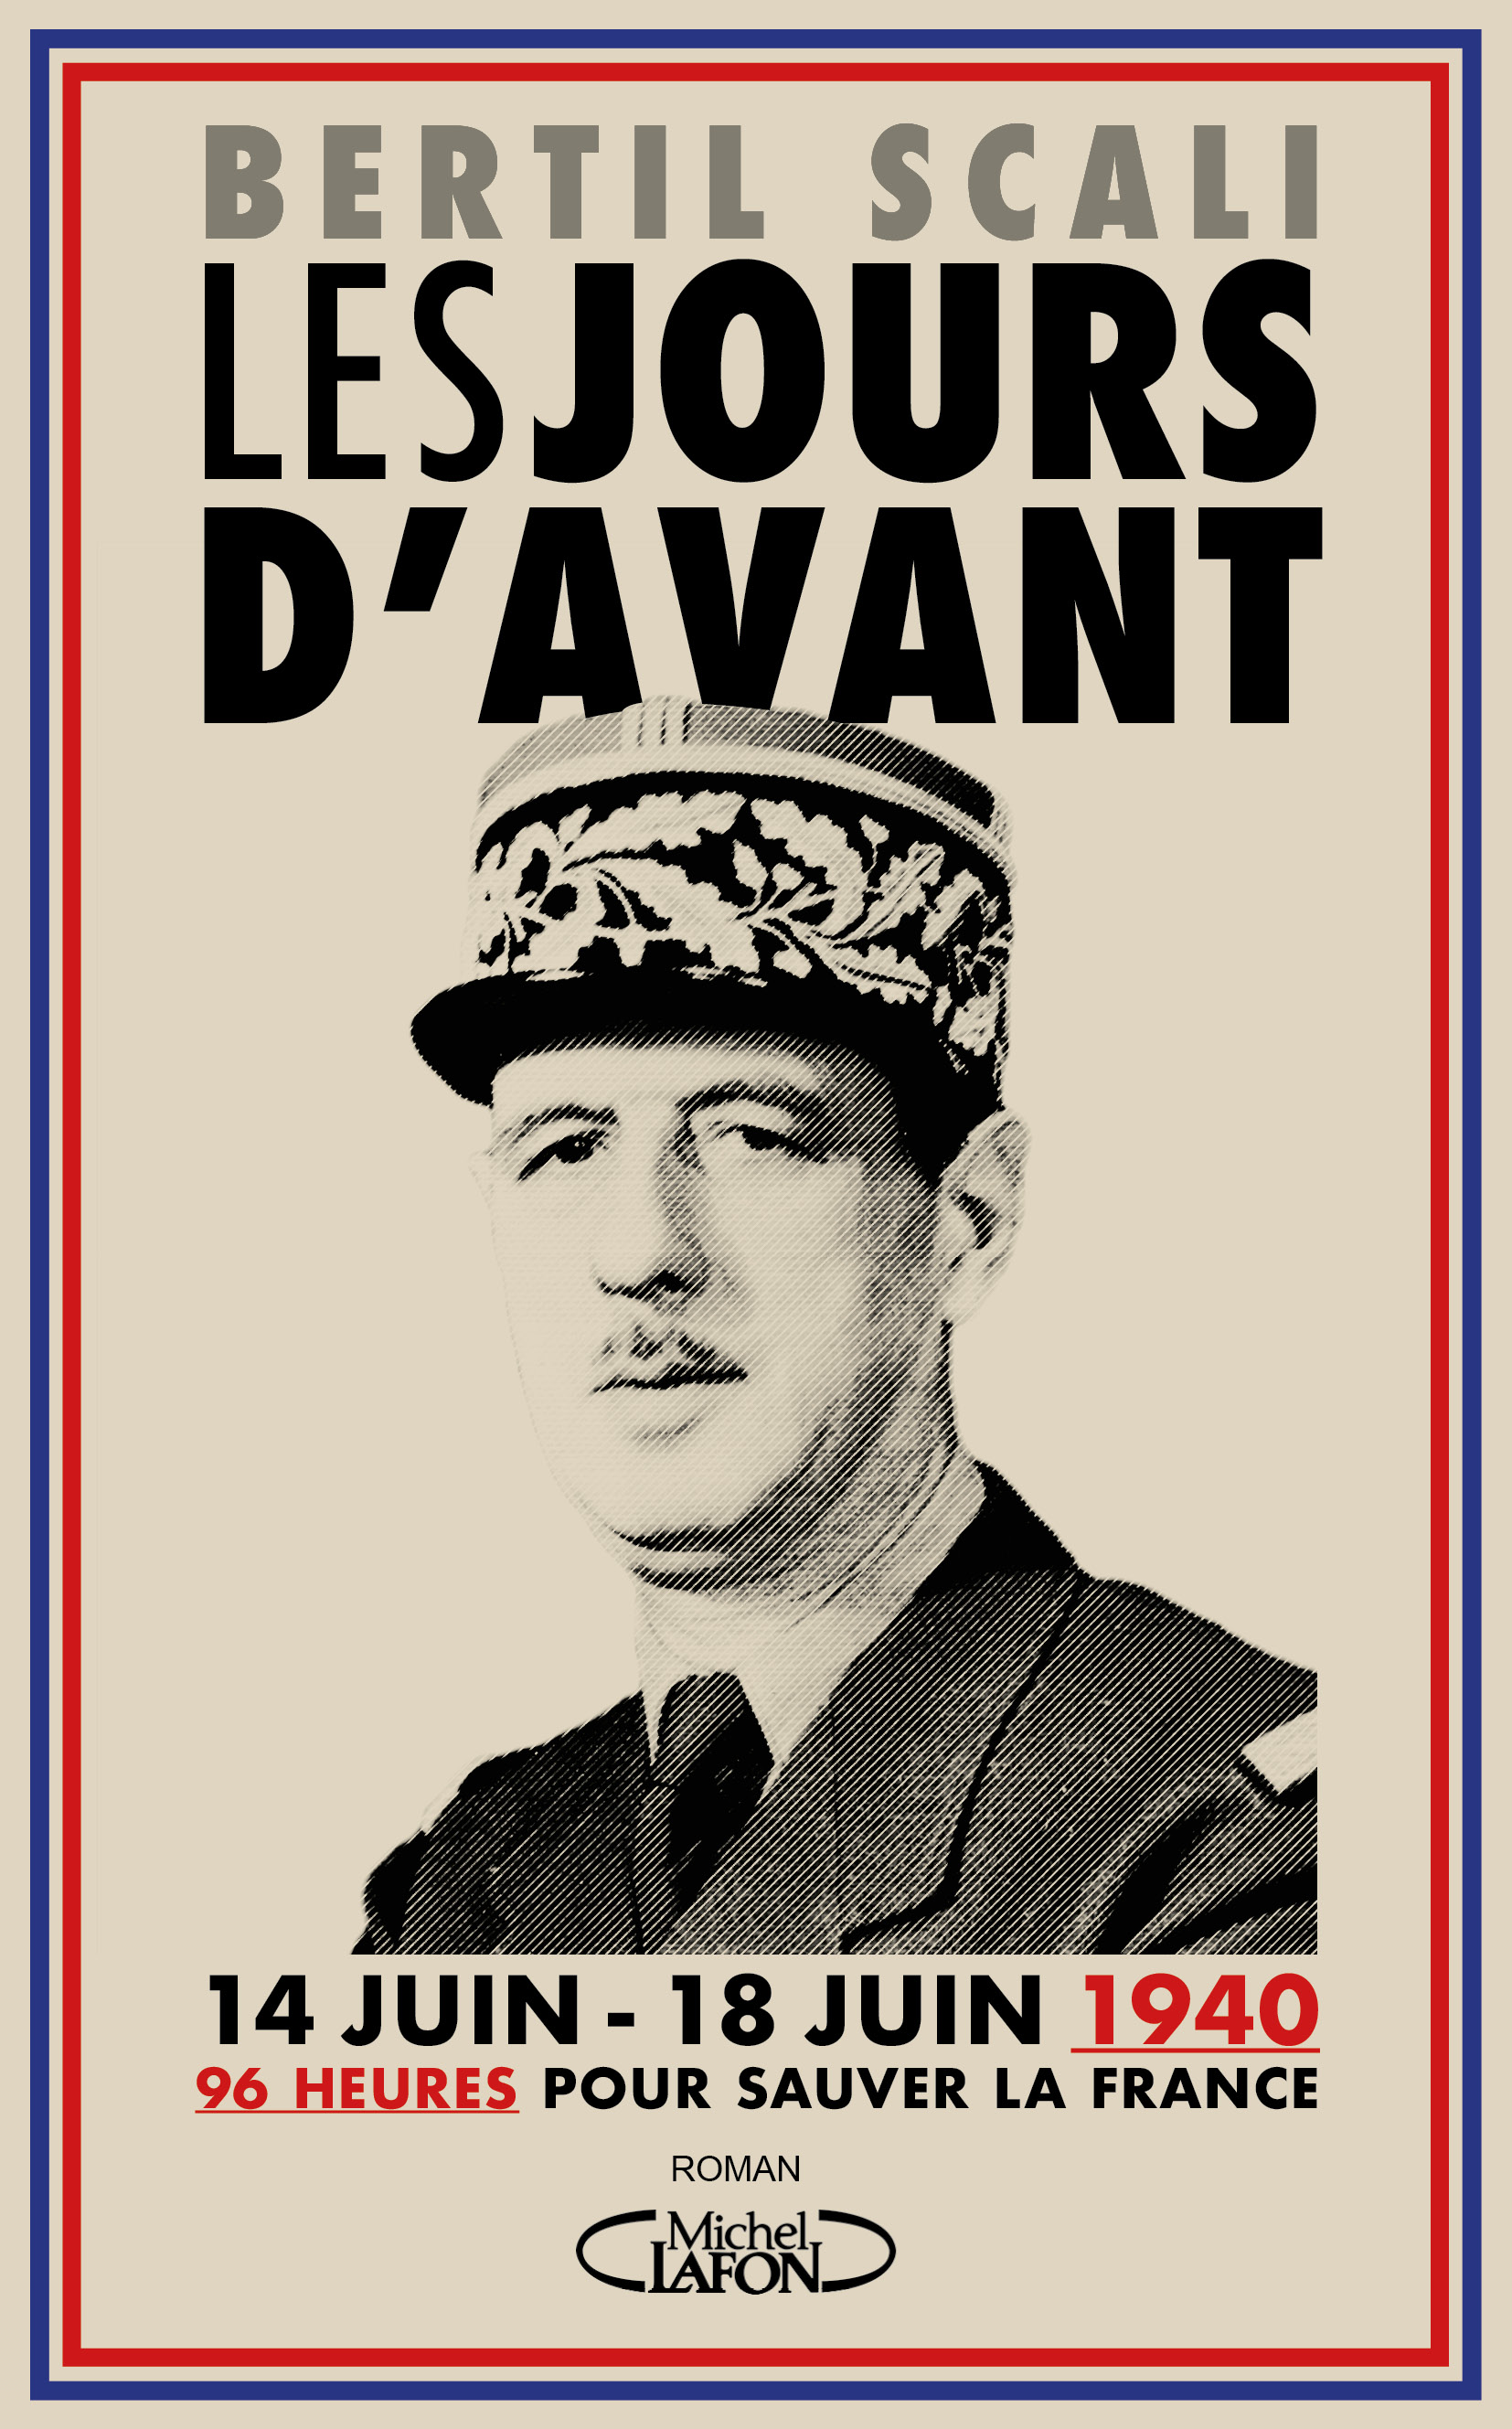 BERTIL SCALI
LES JOURS
D'AVANT
14 JUIN - 18 JUIN 1940
96 HEURES POUR SAUVER LA FRANCE
ROMAN
Michel
LAFON